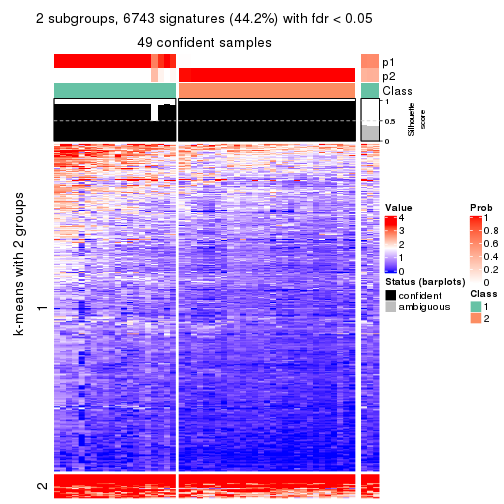 2 subgroups, 6743 signatures (44.2%) with fdr < 0.05
49 confident samples
p1
p2
Class
1
0.5
0
Silhouette
score
k-means with 2 groups
1
2
Value
4
3
2
1
0
Status (barplots)
confident
ambiguous
Prob
1
0.8
0.6
0.4
0.2
0
Class
1
2